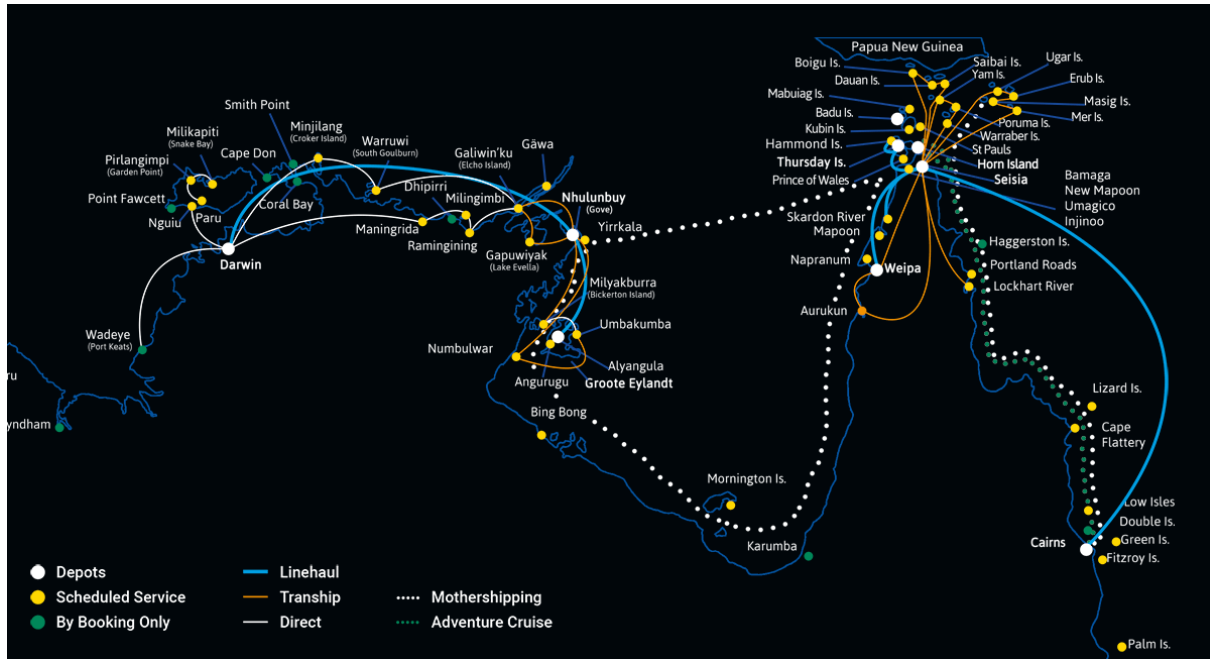 Papua New Guinea
Boigu Is.
Saibai Is.
Ugar Is.
Dauan Is.
Yam Is.
Erub Is.
Mabuiag Is.
Masig Is.
Badu Is.
Poruma Is.
Mer Is.
Kubin Is.
Warraber Is.
Hammond Is.
St Pauls
Thursday Is.
Horn Island
Prince of Wales
Seisia
Bamaga
New Mapoon
Umagico
Injinoo
Smith Point
Milikapiti
(Snake Bay)
Minjilang
(Croker Island)
Pirlangimpi
(Garden Point)
Cape Don
Warruwi
(South Goulburn)
Galiwin'ku
(Elcho Island)
Gäwa
Point Fawcett
Nguiu
Paru
Coral Bay
Dhipirri
Milingimbi
Nhulunbuy
(Gove)
Yirrkala
Maningrida
Ramingining
Gapuwiyak
(Lake Evella)
Darwin
Skardon River
Mapoon
Haggerston Is.
Napranum
Weipa
Portland Roads
Lockhart River
Milyakburra
(Bickerton Island)
Aurukun
Wadeye
(Port Keats)
Numbulwar
Umbakumba
Alyangula
Angurugu
Groote Eylandt
ru
yndham
Bing Bong
Lizard Is.
Cape
Flattery
Mornington Is.
Karumba
Low Isles
Double Is.
Cairns
Green Is.
Fitzroy Is.
Palm Is.
Depots
Linehaul
Scheduled Service
Tranship
Mothershipping
By Booking Only
Direct
Adventure Cruise